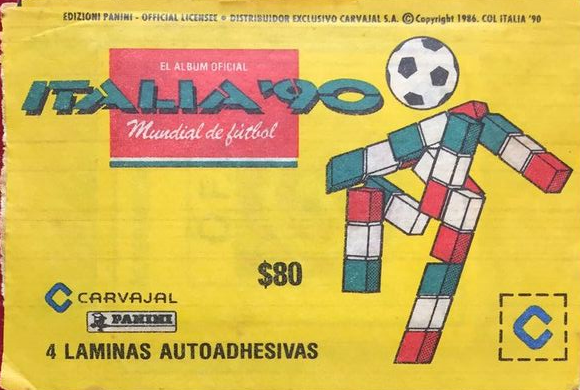 EDIZIONI PANINI - OFFICIAL LICENSEE • DISTRIBUIDOR EXCLUSIVO CARVAJAL S.A. © Copyright 1986. COL ITALIA '90
EL ALBUM OFICIAL
ITALIA '90
Mundial de fútbol
$80
CARVAJAL
PANINI
4 LAMINAS AUTOADHESIVAS